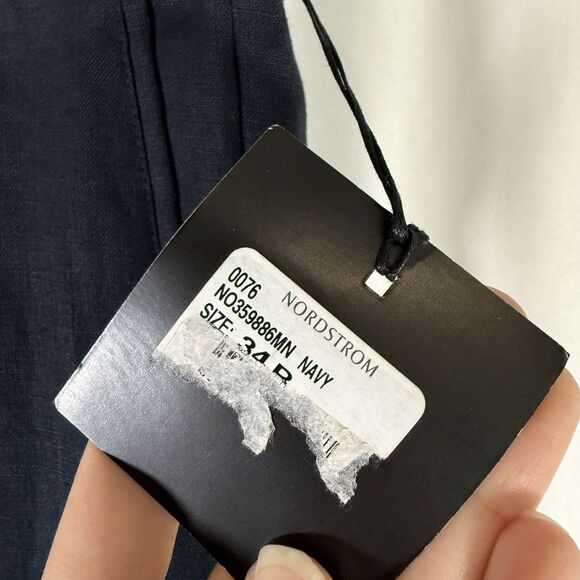 NORDSTROM
0076
NO359886MN NAVY
SIZE: 34 R